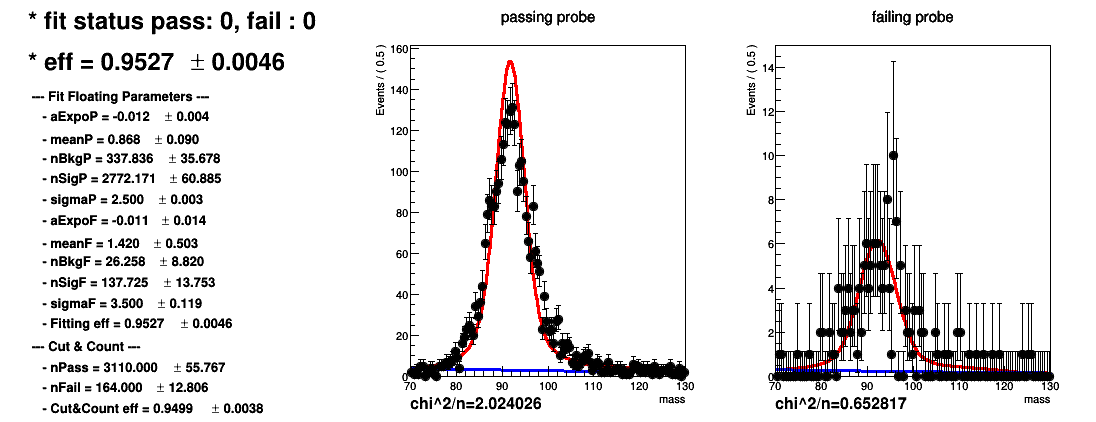 * fit status pass: 0, fail : 0
* eff = 0.9527 ± 0.0046
--- Fit Floating Parameters ---
- aExpoP = -0.012 ± 0.004
- meanP = 0.868 ± 0.090
- nBkgP = 337.836 ± 35.678
- nSigP = 2772.171 ± 60.885
- sigmaP = 2.500 ± 0.003
- aExpoF = -0.011 ± 0.014
- meanF = 1.420 ± 0.503
- nBkgF = 26.258 ± 8.820
- nSigF = 137.725 ± 13.753
- sigmaF = 3.500 ± 0.119
- Fitting eff = 0.9527 ± 0.0046
--- Cut & Count ---
- nPass = 3110.000 ± 55.767
- nFail = 164.000 ± 12.806
- Cut&Count eff = 0.9499 ± 0.0038
passing probe
Events / ( 0.5 )
160
140
120
100
80
60
40
20
0
70 80 90 100 110 120 130
mass
chi^2/n=2.024026
failing probe
Events / ( 0.5 )
14
12
10
8
6
4
2
0
70 80 90 100 110 120 130
mass
chi^2/n=0.652817